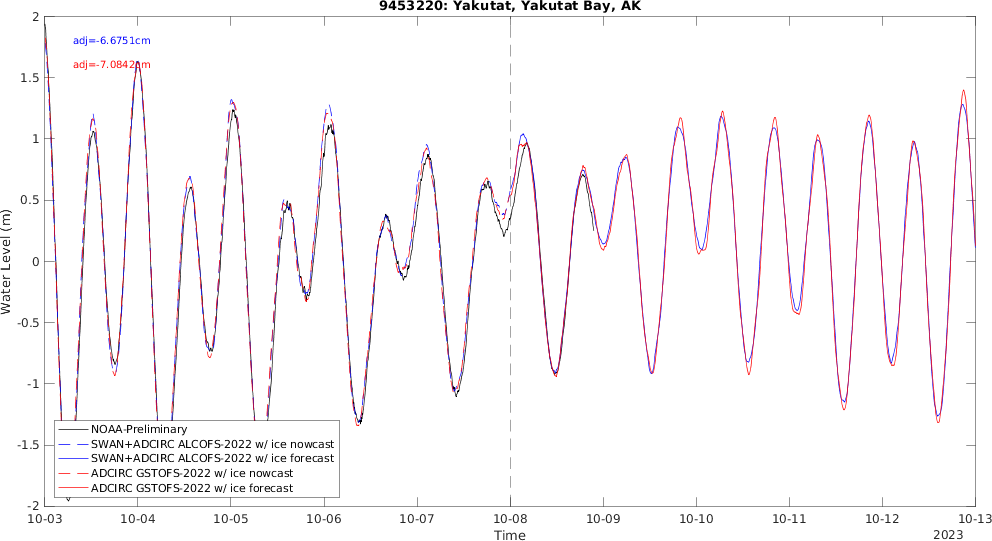 9453220: Yakutat, Yakutat Bay, AK
2
1.5
1
0.5
0
-0.5
-1
-1.5
-2
Water Level (m)
adj=-6.6751cm
adj=-7.0842cm
NOAA-Preliminary
SWAN+ADCIRC ALCOFS-2022 w/ ice nowcast
SWAN+ADCIRC ALCOFS-2022 w/ ice forecast
ADCIRC GSTOFS-2022 w/ ice nowcast
ADCIRC GSTOFS-2022 w/ ice forecast
10-03 10-04 10-05 10-06 10-07 10-08 10-09 10-10 10-11 10-12 10-13
Time
2023